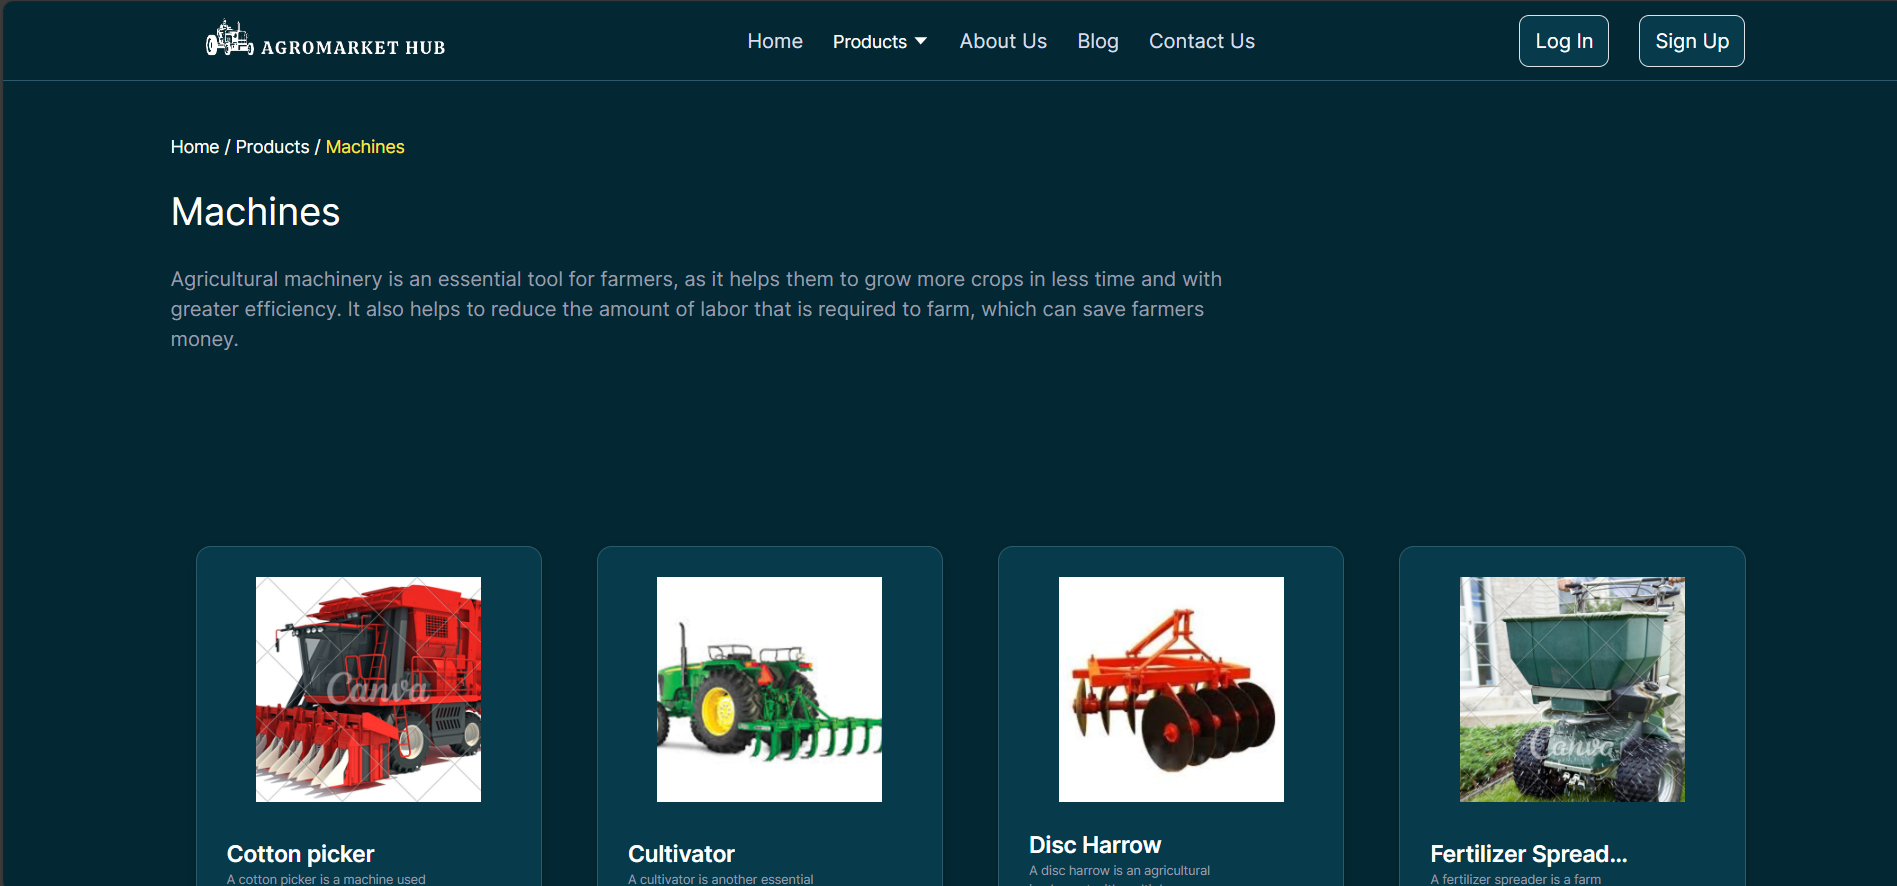 AGROMARKET HUB
Home
Products
About Us
Blog
Contact Us
Log In
Sign Up
Home / Products / Machines
Machines
Agricultural machinery is an essential tool for farmers, as it helps them to grow more crops in less time and with
greater efficiency. It also helps to reduce the amount of labor that is required to farm, which can save farmers
money.
Canva
Canva
Cotton picker
A cotton picker is a machine used
Cultivator
A cultivator is another essential
Disc Harrow
A disc harrow is an agricultural
Fertilizer Spread...
A fertilizer spreader is a farm